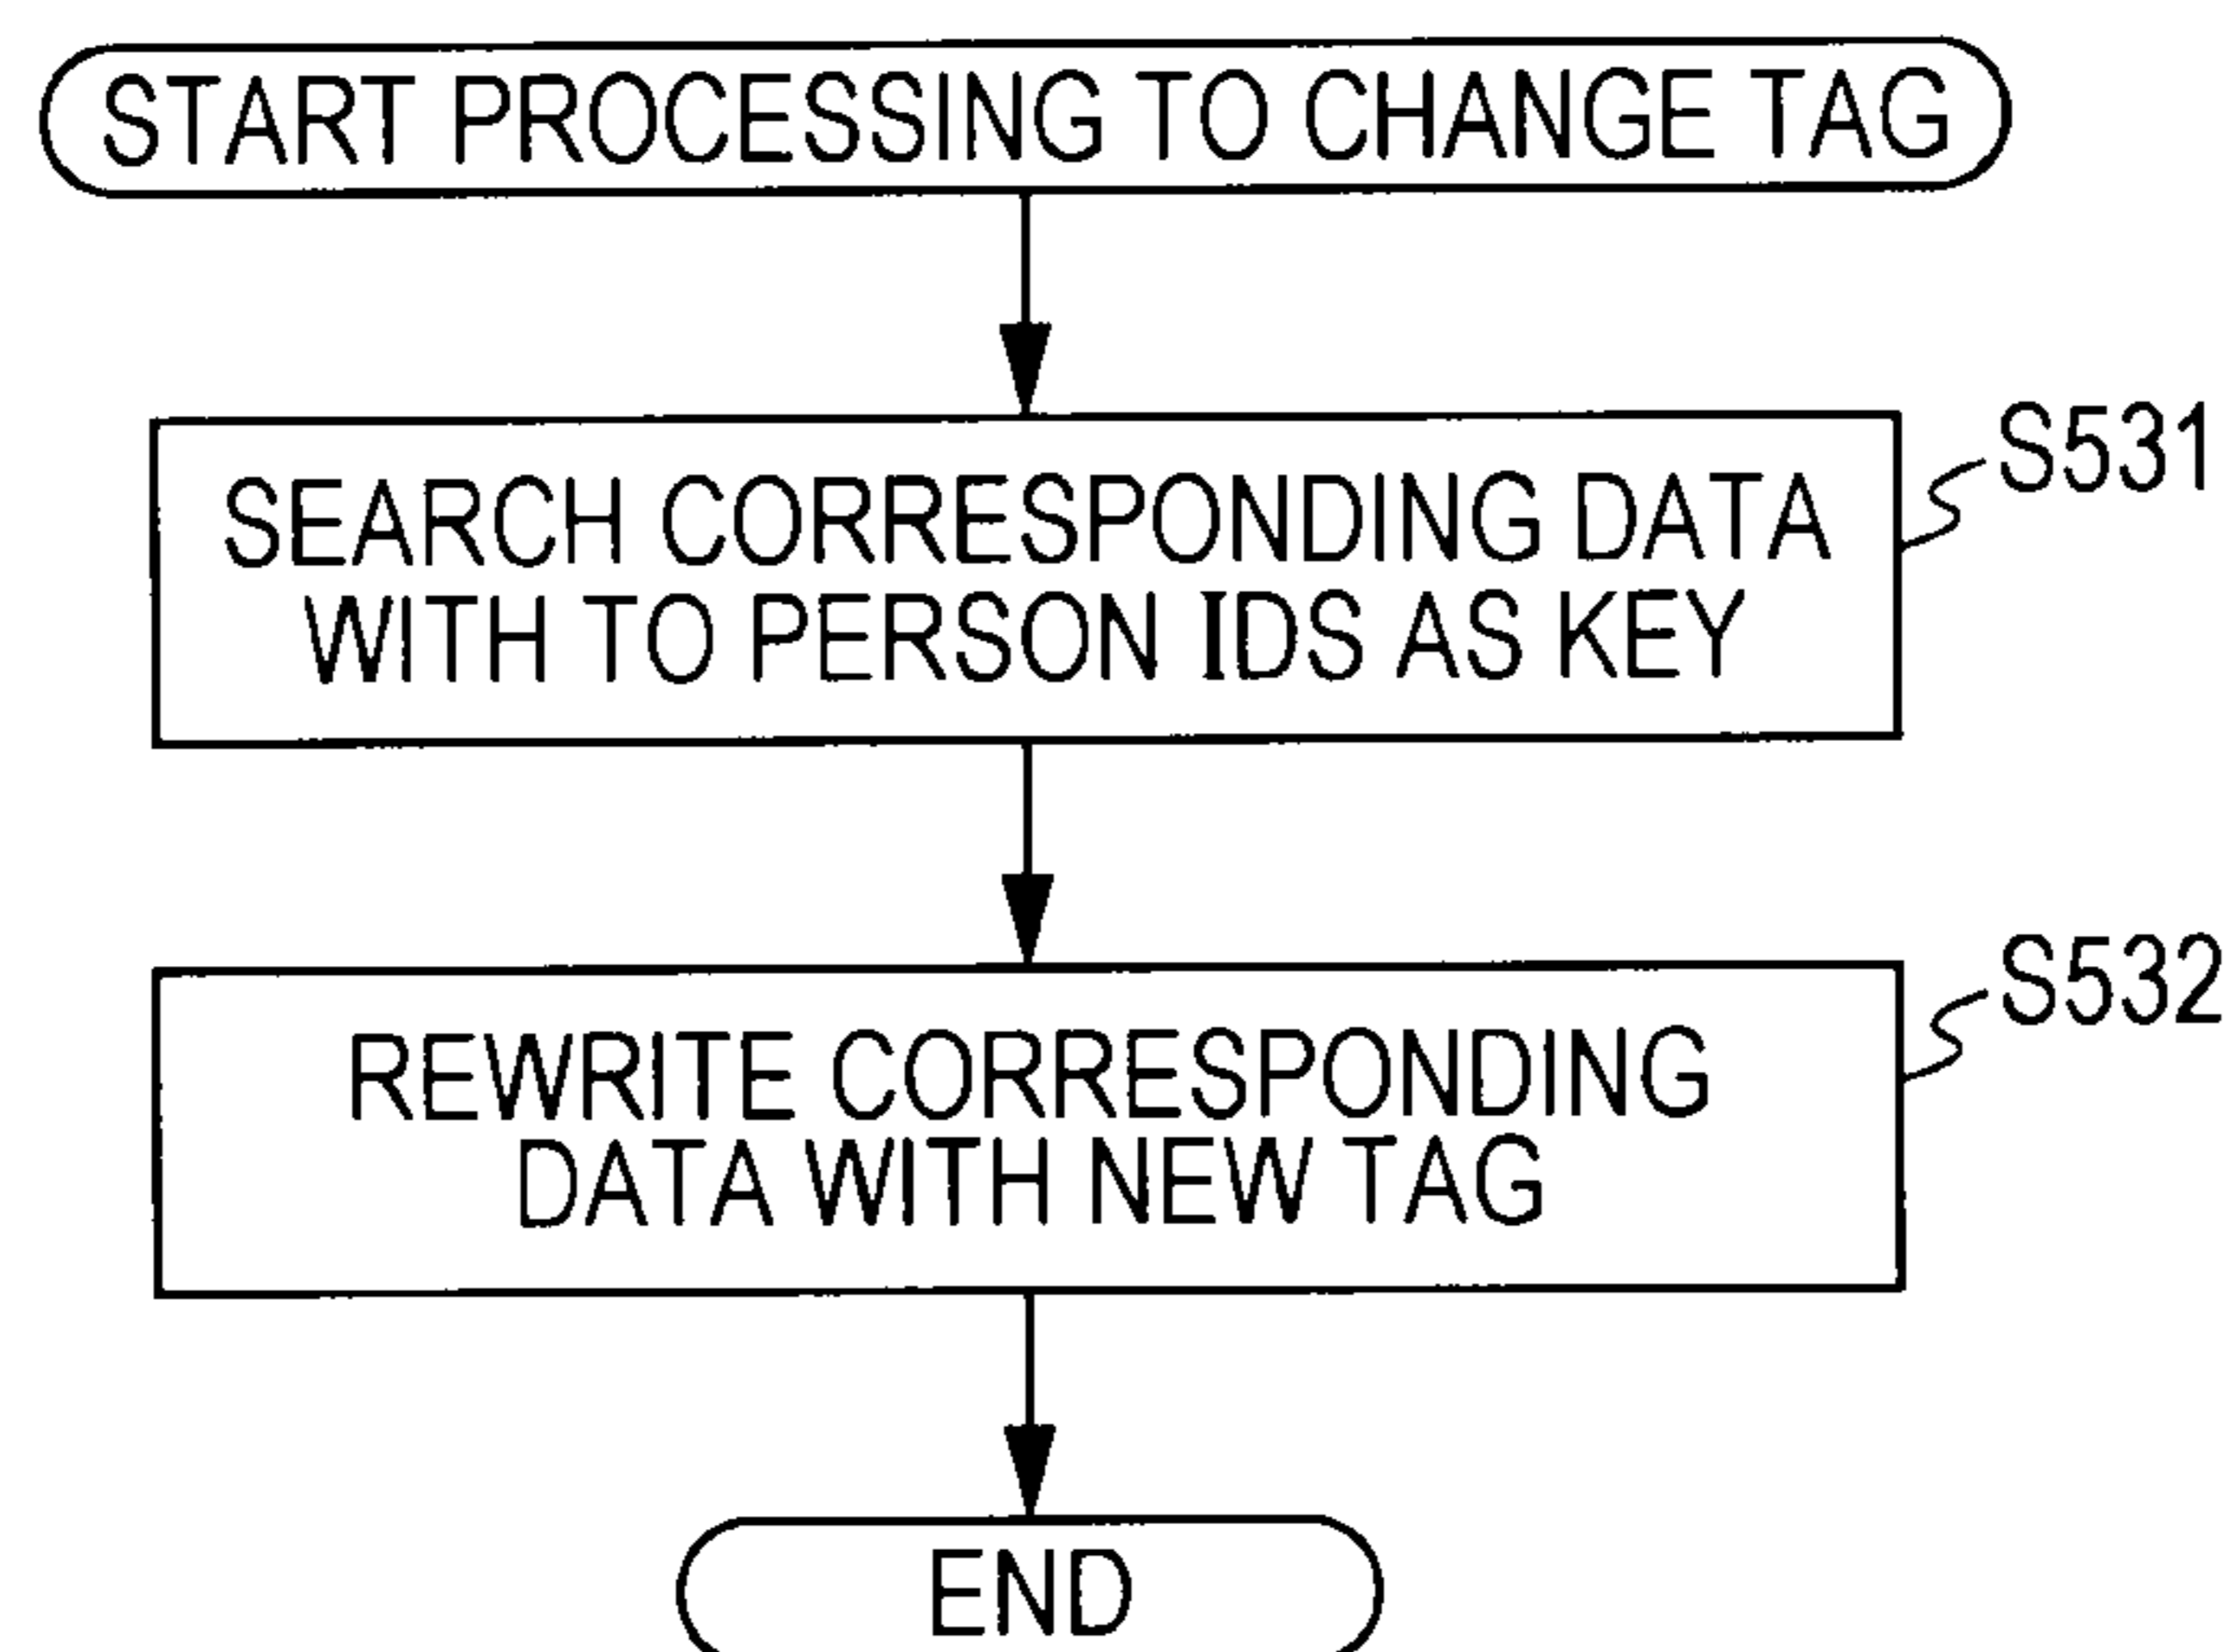 START PROCESSING TO CHANGE TAG
S531
SEARCH CORRESPONDING DATA
WITH TO PERSON IDS AS KEY
S532
REWRITE CORRESPONDING
DATA WITH NEW TAG
END